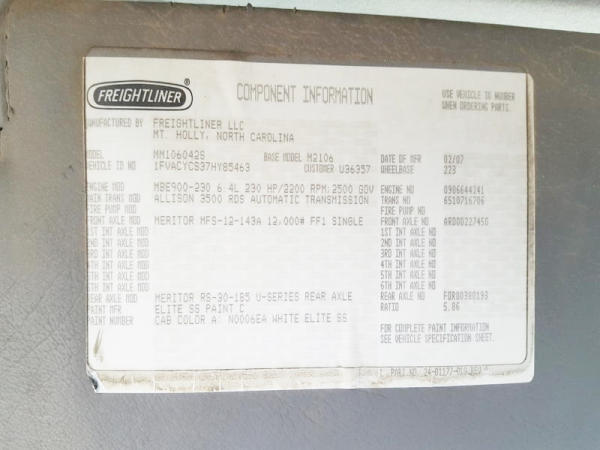 FREIGHTLINER ®
COMPONENT INFORMATION
USE VEHICLE ID NUMBER
WHEN ORDERING PARTS.
MANUFACTURED BY FREIGHTLINER LLC
MT. HOLLY, NORTH CAROLINA
MODEL MM106042S BASE MODEL M2106 DATE OF MFR 02/07
VEHICLE ID NO 1FVACYCS37HY85463 CUSTOMER U36357 WHEELBASE 223
ENGINE MOD MBE900-230 6.4L 230 HP/2200 RPM;2500 GOV ENGINE NO 0906644241
MAIN TRANS MOD ALLISON 3500 RDS AUTOMATIC TRANSMISSION TRANS NO 6510716706
FIRE PUMP MOD FIRE PUMP NO
FRONT AXLE MOD MERITOR MFS-12-143A 12,000# FF1 SINGLE FRONT AXLE NO ARD00227450
1ST INT AXLE MOD 1ST INT AXLE NO
2ND INT AXLE MOD 2ND INT AXLE NO
3RD INT AXLE MOD 3RD INT AXLE NO
4TH INT AXLE MOD 4TH INT AXLE NO
5TH INT AXLE MOD 5TH INT AXLE NO
6TH INT AXLE MOD 6TH INT AXLE NO
REAR AXLE MOD MERITOR RS-30-185 U-SERIES REAR AXLE REAR AXLE NO FOR00380193
PAINT MFR ELITE SS PAINT C RATIO 5.86
PAINT NUMBER CAB COLOR A: N0006EA WHITE ELITE SS
FOR COMPLETE PAINT INFORMATION
SEE VEHICLE SPECIFICATION SHEET.
PART NO. 24-01177-010